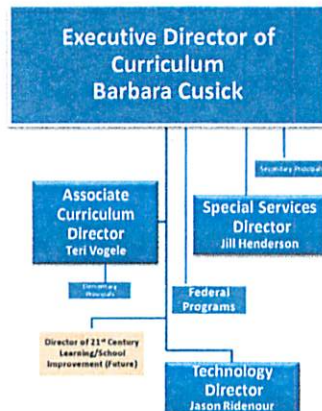 Executive Director of
Curriculum
Barbara Cusick
Secondary Principals
Associate
Curriculum
Director
Teri Vogele
Special Services
Director
Jill Henderson
Elementary
Principals
Federal
Programs
Director of 21st Century
Learning/School
Improvement (Future)
Technology
Director
Jason Ridenour